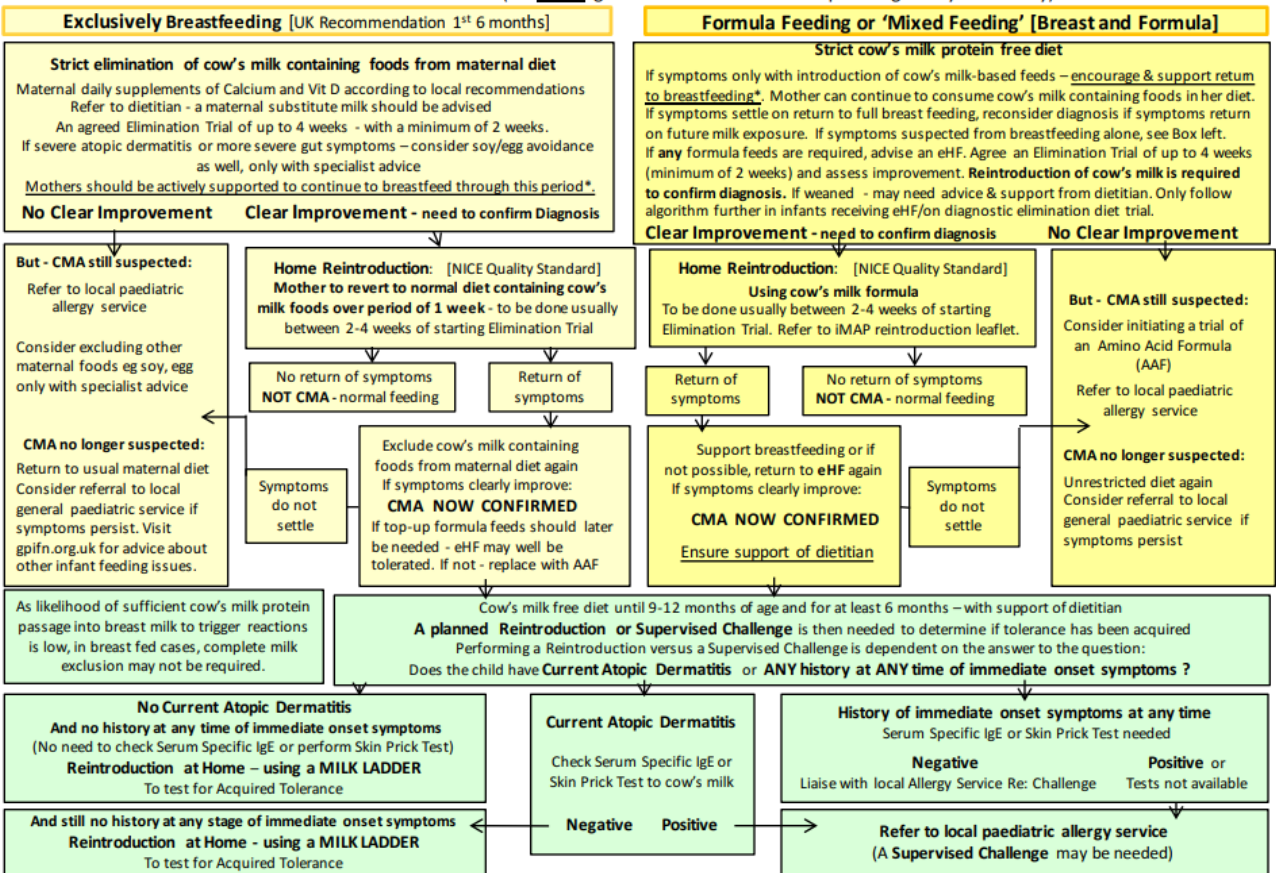 Exclusively Breastfeeding [UK Recommendation 1st 6 months]
Strict elimination of cow's milk containing foods from maternal diet
Maternal daily supplements of Calcium and Vit D according to local recommendations
Refer to dietitian - a maternal substitute milk should be advised
An agreed Elimination Trial of up to 4 weeks - with a minimum of 2 weeks.
If severe atopic dermatitis or more severe gut symptoms – consider soy/egg avoidance
as well, only with specialist advice
Mothers should be actively supported to continue to breastfeed through this period*.
No Clear Improvement
Clear Improvement - need to confirm Diagnosis
Formula Feeding or 'Mixed Feeding' [Breast and Formula]
Strict cow's milk protein free diet
If symptoms only with introduction of cow's milk-based feeds – encourage & support return
to breastfeeding*. Mother can continue to consume cow's milk containing foods in her diet.
If symptoms settle on return to full breast feeding, reconsider diagnosis if symptoms return
on future milk exposure. If symptoms suspected from breastfeeding alone, see Box left.
If any formula feeds are required, advise an eHF. Agree an Elimination Trial of up to 4 weeks
(minimum of 2 weeks) and assess improvement. Reintroduction of cow's milk is required
to confirm diagnosis. If weaned - may need advice & support from dietitian. Only follow
algorithm further in infants receiving eHF/on diagnostic elimination diet trial.
Clear Improvement - need to confirm diagnosis
No Clear Improvement
But - CMA still suspected:
Refer to local paediatric
allergy service
Consider excluding other
maternal foods eg soy, egg
only with specialist advice
CMA no longer suspected:
Return to usual maternal diet
Consider referral to local
general paediatric service if
symptoms persist. Visit
gpifn.org.uk for advice about
other infant feeding issues.
Home Reintroduction: [NICE Quality Standard]
Mother to revert to normal diet containing cow's
milk foods over period of 1 week - to be done usually
between 2-4 weeks of starting Elimination Trial
No return of symptoms
NOT CMA - normal feeding
Return of
symptoms
Symptoms
do not
settle
Exclude cow's milk containing
foods from maternal diet again
If symptoms clearly improve:
CMA NOW CONFIRMED
If top-up formula feeds should later
be needed - eHF may well be
tolerated. If not - replace with AAF
Home Reintroduction: [NICE Quality Standard]
Using cow's milk formula
To be done usually between 2-4 weeks of starting
Elimination Trial. Refer to iMAP reintroduction leaflet.
Return of
symptoms
No return of symptoms
NOT CMA - normal feeding
Support breastfeeding or if
not possible, return to eHF again
If symptoms clearly improve:
CMA NOW CONFIRMED
Ensure support of dietitian
Symptoms
do not
settle
But - CMA still suspected:
Consider initiating a trial of
an Amino Acid Formula
(AAF)
Refer to local paediatric
allergy service
CMA no longer suspected:
Unrestricted diet again
Consider referral to local
general paediatric service if
symptoms persist
As likelihood of sufficient cow's milk protein
passage into breast milk to trigger reactions
is low, in breast fed cases, complete milk
exclusion may not be required.
Cow's milk free diet until 9-12 months of age and for at least 6 months – with support of dietitian
A planned Reintroduction or Supervised Challenge is then needed to determine if tolerance has been acquired
Performing a Reintroduction versus a Supervised Challenge is dependent on the answer to the question:
Does the child have Current Atopic Dermatitis or ANY history at ANY time of immediate onset symptoms ?
No Current Atopic Dermatitis
And no history at any time of immediate onset symptoms
(No need to check Serum Specific IgE or perform Skin Prick Test)
Reintroduction at Home – using a MILK LADDER
To test for Acquired Tolerance
And still no history at any stage of immediate onset symptoms
Reintroduction at Home - using a MILK LADDER
To test for Acquired Tolerance
Current Atopic Dermatitis
Check Serum Specific IgE or
Skin Prick Test to cow's milk
Negative Positive
History of immediate onset symptoms at any time
Serum Specific IgE or Skin Prick Test needed
Negative Positive or
Liaise with local Allergy Service Re: Challenge Tests not available
Refer to local paediatric allergy service
(A Supervised Challenge may be needed)